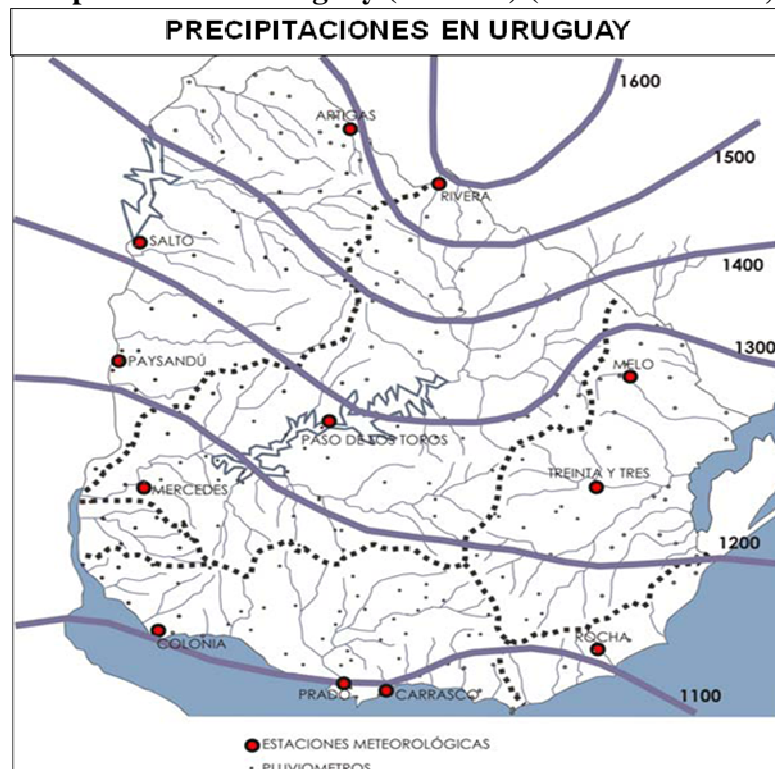 PRECIPITACIONES EN URUGUAY
1600
ARTIGAS
1500
RIVERA
SALTO
1400
1300
PAYSANDÚ
MELO
PASO DE LOS TOROS
TREINTA Y TRES
MERCEDES
1200
ROCHA
COLONIA
PRADO
CARRASCO
1100
ESTACIONES METEOROLÓGICAS
PLUVIOMETROS